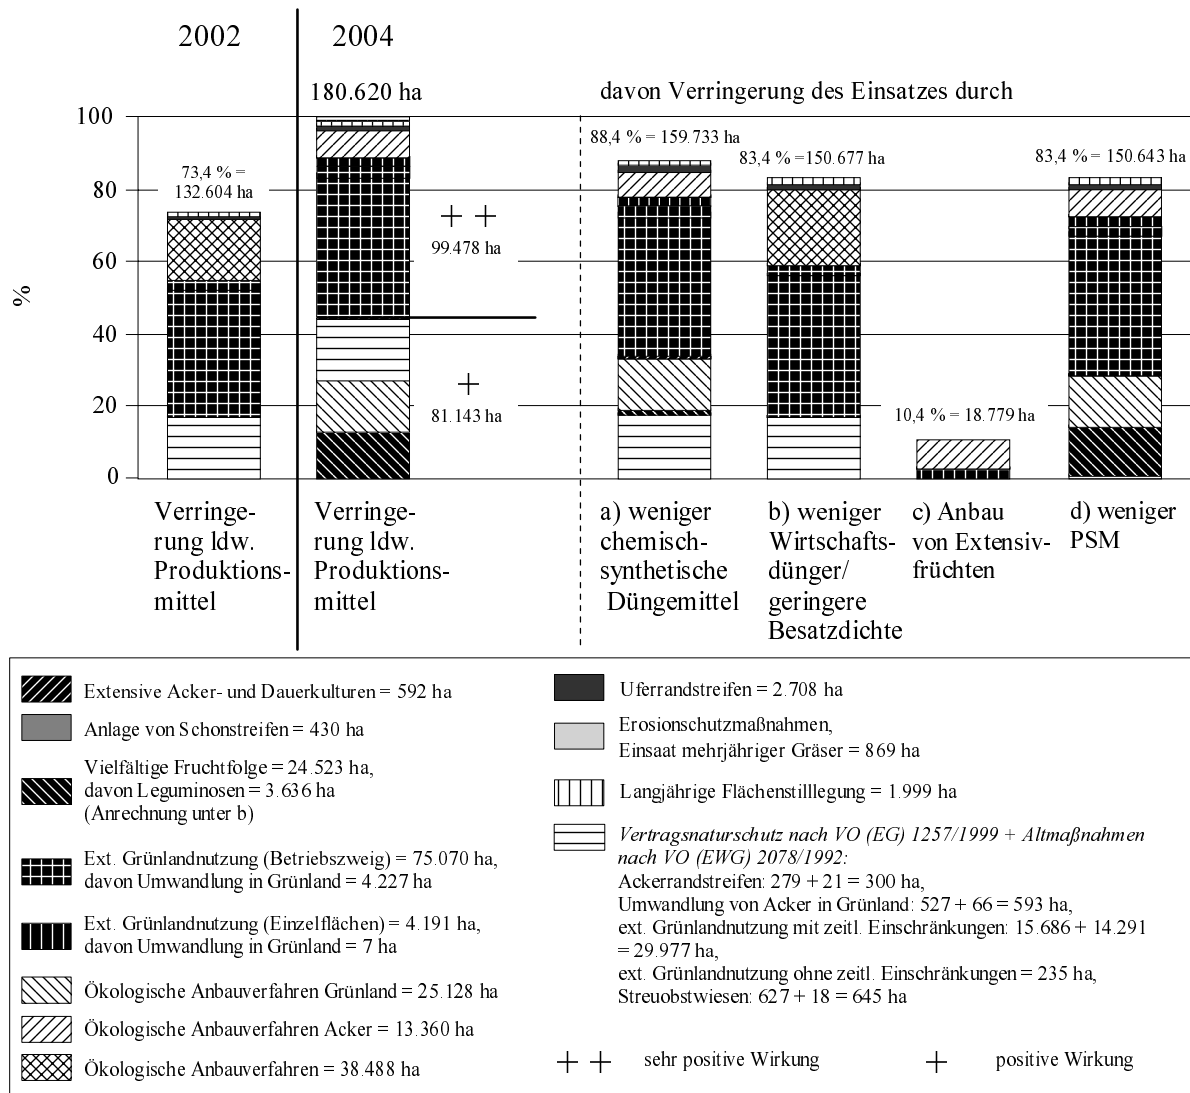 2002
2004
180.620 ha
davon Verringerung des Einsatzes durch
100
80
60
40
20
0
%
73,4 % =
132.604 ha
88,4 % = 159.733 ha
83,4 % =150.677 ha
83,4 % = 150.643 ha
+ +
99.478 ha
+
81.143 ha
10,4 % = 18.779 ha
Verringe-
rung ldw.
Produktions-
mittel
Verringe-
rung ldw.
Produktions-
mittel
a) weniger
chemisch-
synthetische
Düngemittel
b) weniger
Wirtschafts-
dünger/
geringere
Besatzdichte
c) Anbau
von Extensiv-
früchten
d) weniger
PSM
Extensive Acker- und Dauerkulturen = 592 ha
Anlage von Schonstreifen = 430 ha
Vielfältige Fruchtfolge = 24.523 ha,
davon Leguminosen = 3.636 ha
(Anrechnung unter b)
Ext. Grünlandnutzung (Betriebszweig) = 75.070 ha,
davon Umwandlung in Grünland = 4.227 ha
Ext. Grünlandnutzung (Einzelflächen) = 4.191 ha,
davon Umwandlung in Grünland = 7 ha
Ökologische Anbauverfahren Grünland = 25.128 ha
Ökologische Anbauverfahren Acker = 13.360 ha
Ökologische Anbauverfahren = 38.488 ha
Uferrandstreifen = 2.708 ha
Erosionschutzmaßnahmen,
Einsaat mehrjähriger Gräser = 869 ha
Langjährige Flächenstilllegung = 1.999 ha
Vertragsnaturschutz nach VO (EG) 1257/1999 + Altmaßnahmen
nach VO (EWG) 2078/1992:
Ackerrandstreifen: 279 + 21 = 300 ha,
Umwandlung von Acker in Grünland: 527 + 66 = 593 ha,
ext. Grünlandnutzung mit zeitl. Einschränkungen: 15.686 + 14.291
= 29.977 ha,
ext. Grünlandnutzung ohne zeitl. Einschränkungen = 235 ha,
Streuobstwiesen: 627 + 18 = 645 ha
+ + sehr positive Wirkung + positive Wirkung